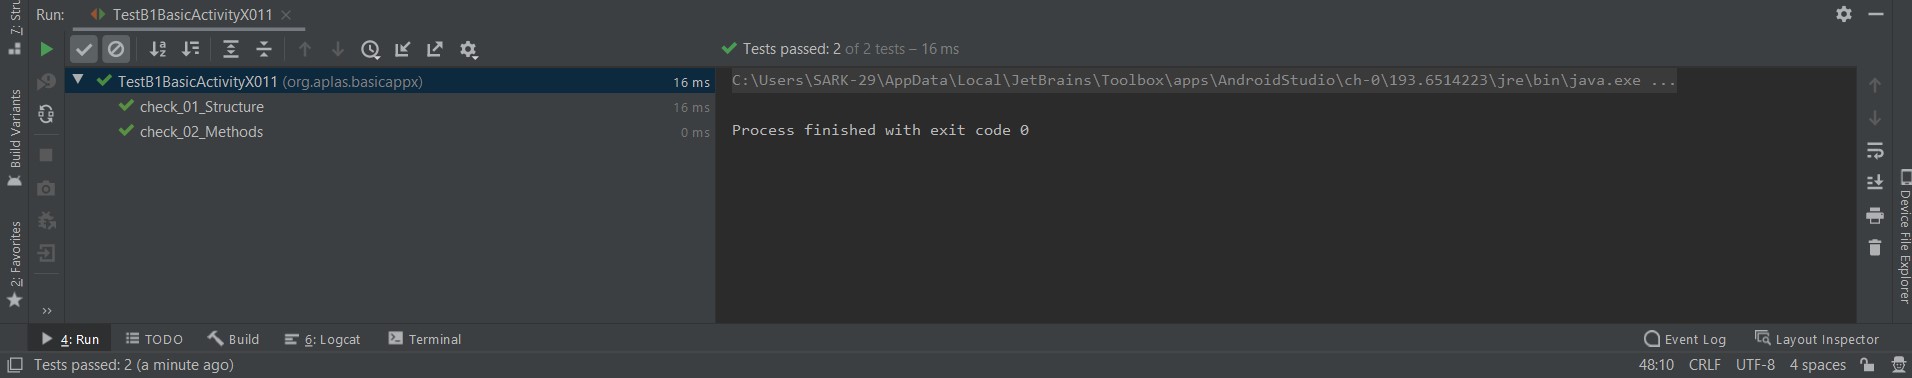 Run: TestB1BasicActivityX011
Tests passed: 2 of 2 tests – 16 ms
TestB1BasicActivityX011 (org.aplas.basicappx) 16 ms
check_01_Structure 16 ms
check_02_Methods 0 ms
C:\Users\SARK-29\AppData\Local\JetBrains\Toolbox\apps\AndroidStudio\ch-0\193.6514223\jre\bin\java.exe ...
Process finished with exit code 0
7: Stru
Build Variants
2: Favorites
Device File Explorer
4: Run TODO Build 6: Logcat Terminal Event Log Layout Inspector
Tests passed: 2 (a minute ago) 48:10 CRLF UTF-8 4 spaces